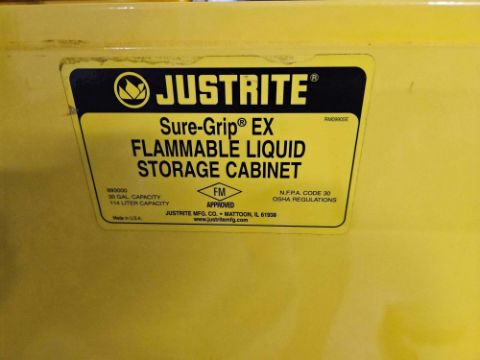 JUSTRITE®
Sure-Grip® EX
FLAMMABLE LIQUID
STORAGE CABINET
893000
30 GAL. CAPACITY
114 LITER CAPACITY
FM
APPROVED
N.F.P.A. CODE 30
OSHA REGULATIONS
JUSTRITE MFG. CO. • MATTOON, IL 61938
Made in U.S.A.
www.justritemfg.com